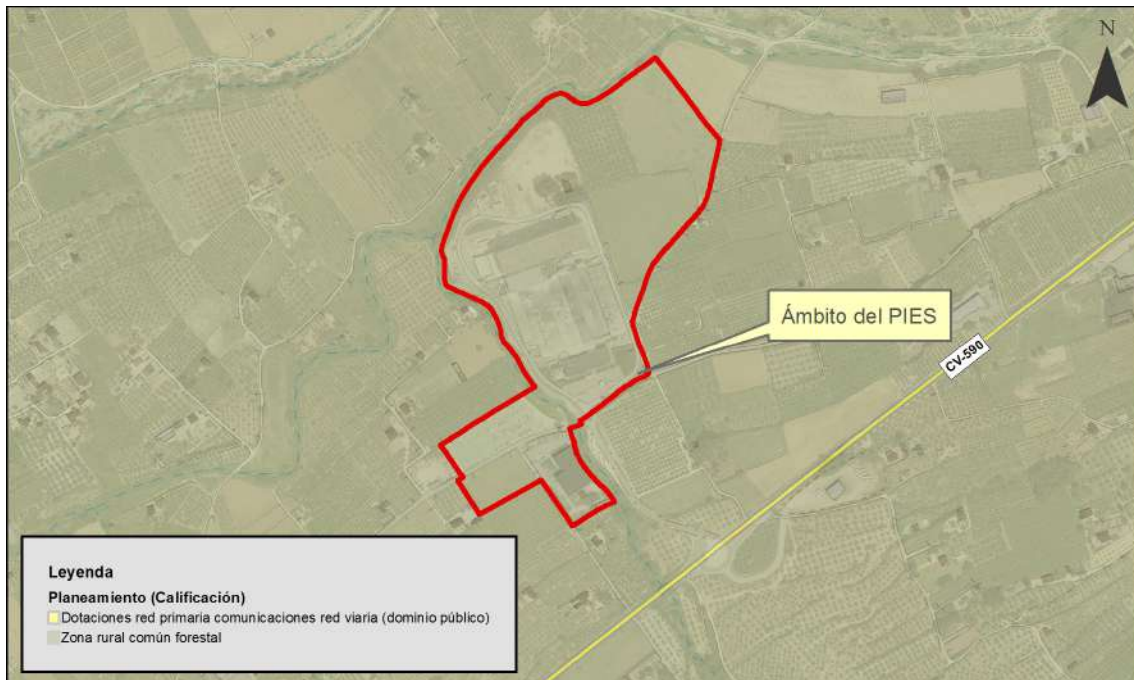 N
Ámbito del PIES
CV-590
Leyenda
Planeamiento (Calificación)
Dotaciones red primaria comunicaciones red viaria (dominio público)
Zona rural común forestal